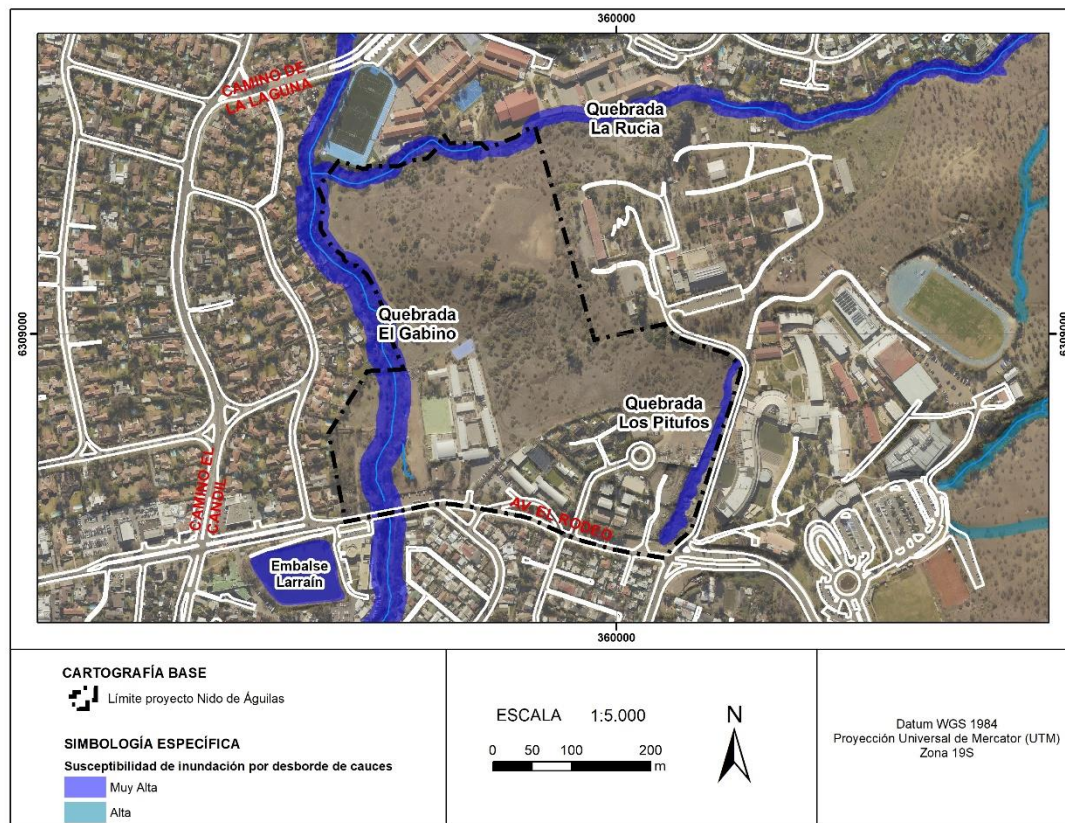 360000
CAMINO DE
LA LAGUNA
Quebrada
La Rucia
6309000
Quebrada
El Gabino
6309000
Quebrada
Los Pitufos
CAMINO EL
CANDIL
AV. EL RODEO
Embalse
Larraín
360000
CARTOGRAFÍA BASE
Límite proyecto Nido de Águilas
SIMBOLOGÍA ESPECÍFICA
Susceptibilidad de inundación por desborde de cauces
Muy Alta
Alta
ESCALA 1:5.000
0 50 100 200
m
N
Datum WGS 1984
Proyección Universal de Mercator (UTM)
Zona 19S